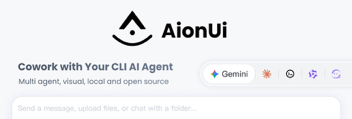 AionUi
Cowork with Your CLI AI Agent
Multi agent, visual, local and open source
Gemini
Send a message, upload files, or chat with a folder...